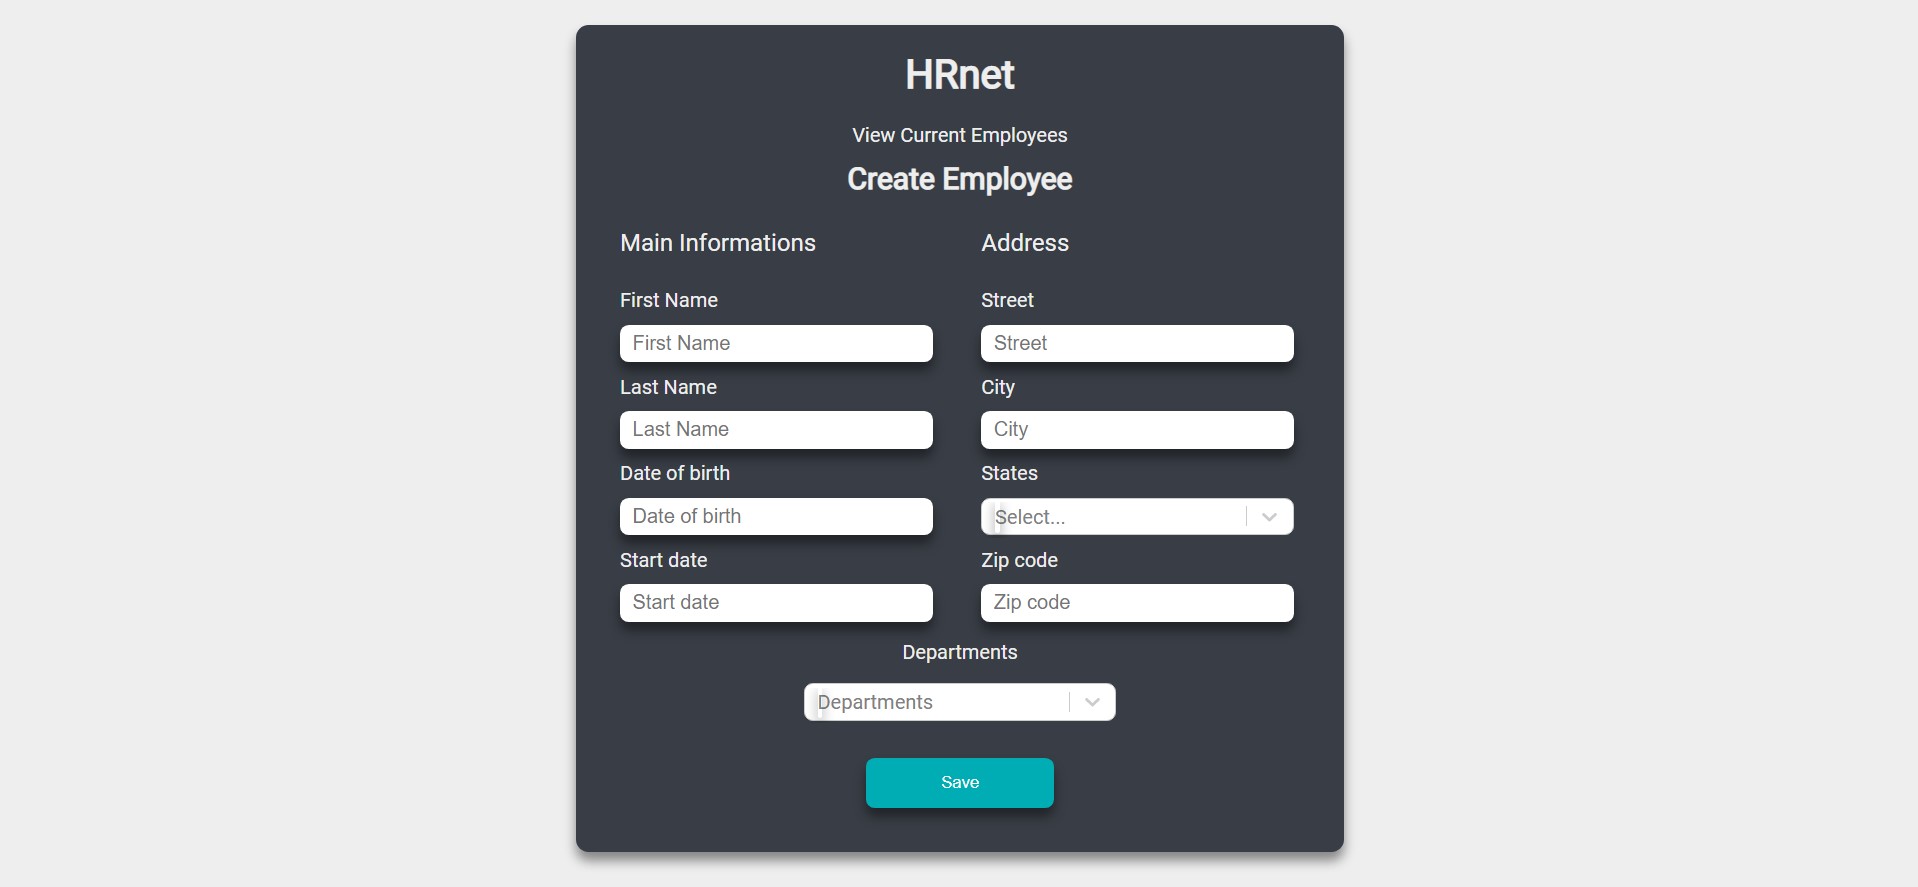 HRnet
View Current Employees
Create Employee
Main Informations
First Name
First Name
Last Name
Last Name
Date of birth
Date of birth
Start date
Start date
Address
Street
Street
City
City
States
Select...
Zip code
Zip code
Departments
Departments
Save